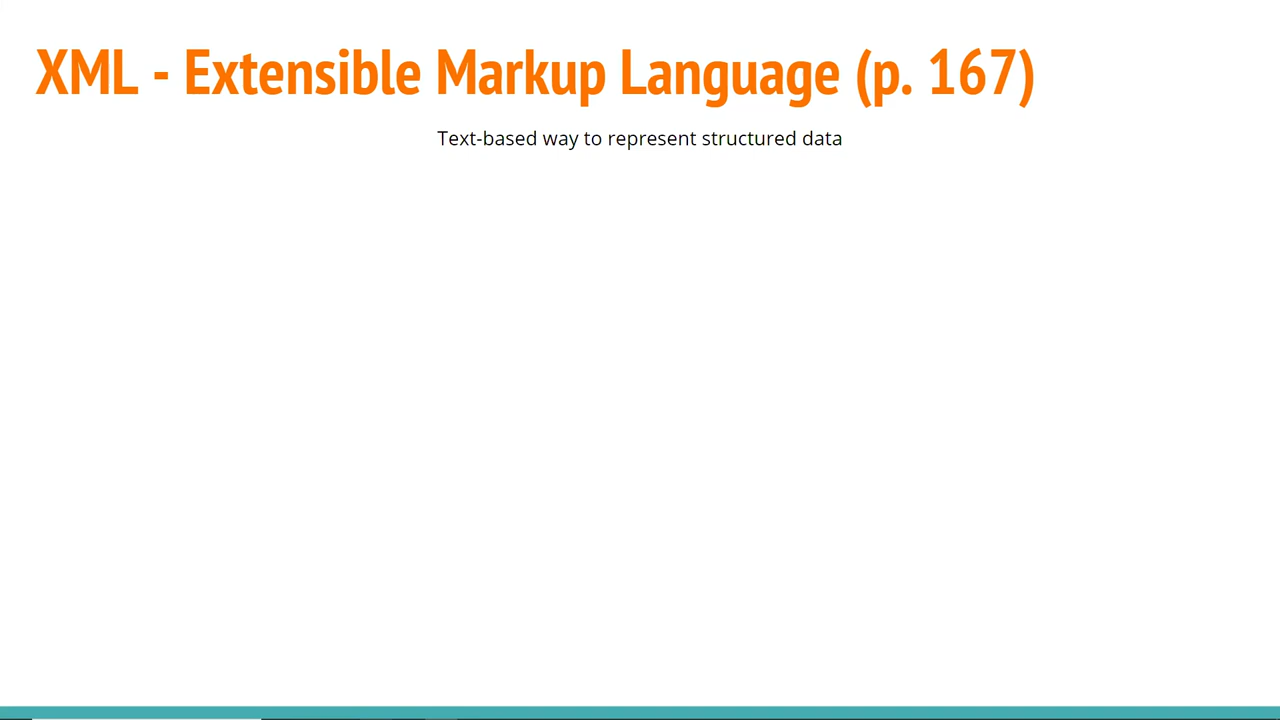 XML - Extensible Markup Language (p. 167)
Text-based way to represent structured data